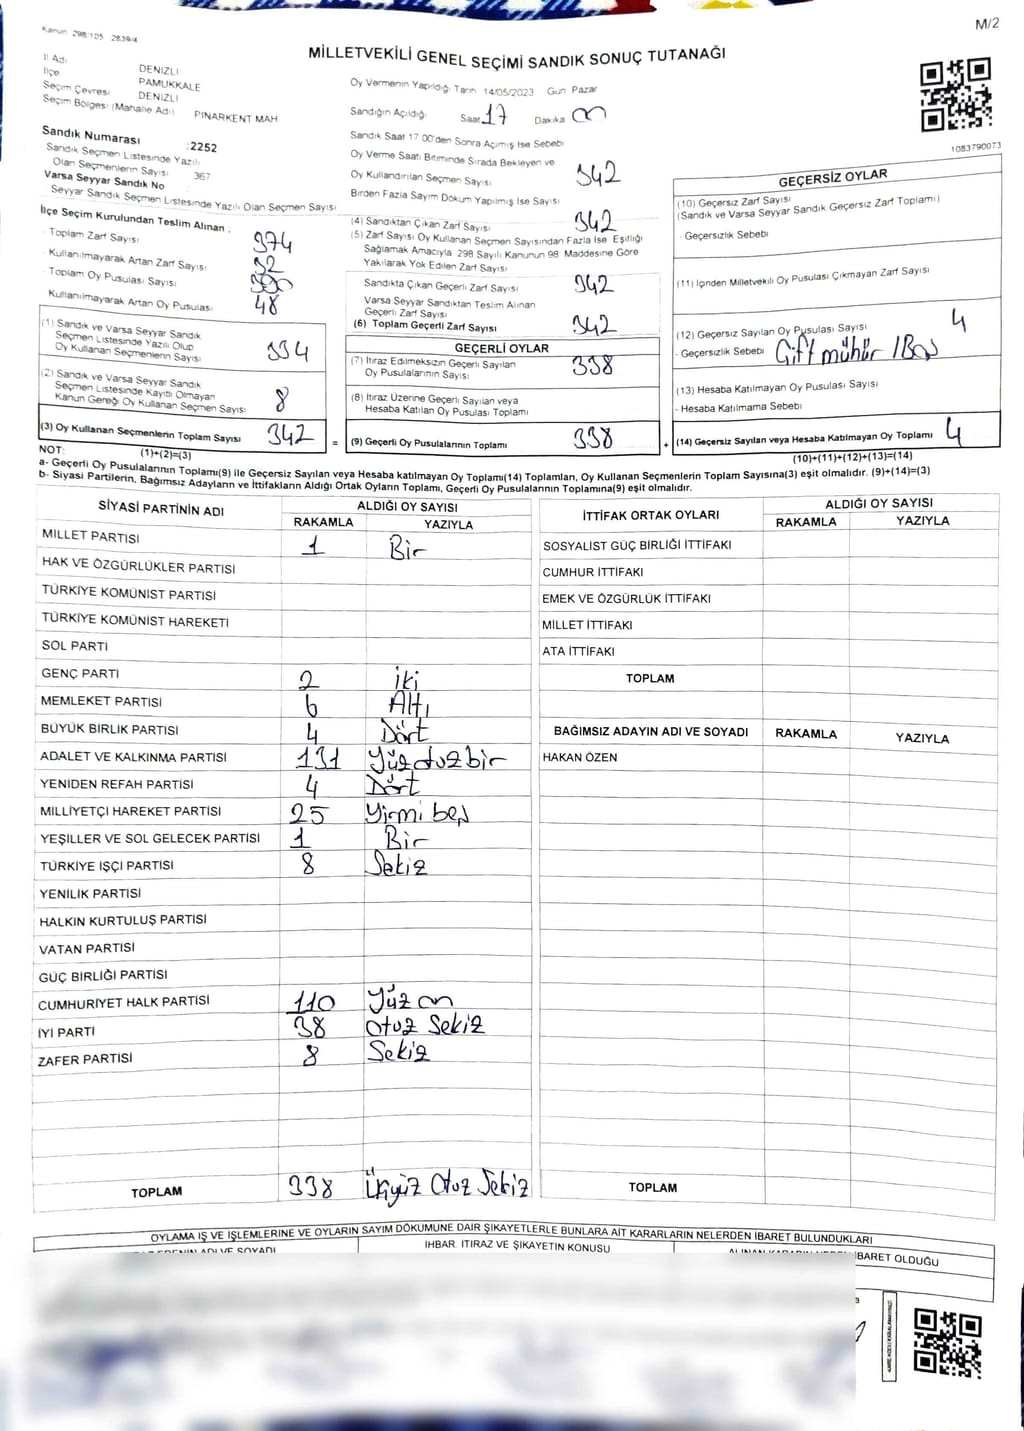 Kanun 298/105 2839/4
M/2
MİLLETVEKİLİ GENEL SEÇİMİ SANDIK SONUÇ TUTANAĞI
İl Adı DENİZLİ
İlçe PAMUKKALE
Seçim Çevresi DENİZLİ
Seçim Bölgesi (Mahalle Adı) PINARKENT MAH
Sandık Numarası :2252
Sandık Seçmen Listesinde Yazılı
Olan Seçmenlerin Sayısı 367
Varsa Seyyar Sandık No :
Seyyar Sandık Seçmen Listesinde Yazılı Olan Seçmen Sayısı
İlçe Seçim Kurulundan Teslim Alınan ;
- Toplam Zarf Sayısı 374
- Kullanılmayarak Artan Zarf Sayısı 32
- Toplam Oy Pusulası Sayısı 390
Kullanılmayarak Artan Oy Pusulası 48
(1) Sandık ve Varsa Seyyar Sandık
Seçmen Listesinde Yazılı Olup
Oy Kullanan Seçmenlerin Sayısı 334
(2) Sandık ve Varsa Seyyar Sandık
Seçmen Listesinde Kayıtlı Olmayan
Kanun Gereği Oy Kullanan Seçmen Sayısı 8
(3) Oy Kullanan Seçmenlerin Toplam Sayısı 342 =
(1)+(2)=(3)
Oy Vermenin Yapıldığı Tarih 14/05/2023 Gün Pazar
Sandığın Açıldığı Saat 17 Dakika 00
Sandık Saat 17.00'den Sonra Açılmış İse Sebebi
Oy Verme Saati Bitiminde Sırada Bekleyen ve
Oy Kullandırılan Seçmen Sayısı 342
Birden Fazla Sayım Döküm Yapılmış İse Sayısı
(4) Sandıktan Çıkan Zarf Sayısı 342
(5) Zarf Sayısı Oy Kullanan Seçmen Sayısından Fazla İse Eşitliği
Sağlamak Amacıyla 298 Sayılı Kanunun 98 Maddesine Göre
Yakılarak Yok Edilen Zarf Sayısı
Sandıkta Çıkan Geçerli Zarf Sayısı 342
Varsa Seyyar Sandıktan Teslim Alınan
Geçerli Zarf Sayısı
(6) Toplam Geçerli Zarf Sayısı 342
GEÇERLİ OYLAR
(7) İtiraz Edilmeksizin Geçerli Sayılan
Oy Pusulalarının Sayısı 338
(8) İtiraz Üzerine Geçerli Sayılan veya
Hesaba Katılan Oy Pusulası Toplamı
(9) Geçerli Oy Pusulalarının Toplamı 338 +
1083790073
GEÇERSİZ OYLAR
(10) Geçersiz Zarf Sayısı
(Sandık ve Varsa Seyyar Sandık Geçersiz Zarf Toplamı)
- Geçersizlik Sebebi
(11) İçinden Milletvekili Oy Pusulası Çıkmayan Zarf Sayısı
(12) Geçersiz Sayılan Oy Pusulası Sayısı 4
- Geçersizlik Sebebi Çift mühür / Boş
(13) Hesaba Katılmayan Oy Pusulası Sayısı
- Hesaba Katılmama Sebebi
(14) Geçersiz Sayılan veya Hesaba Katılmayan Oy Toplamı 4
(10)+(11)+(12)+(13)=(14)
NOT:
a- Geçerli Oy Pusulalarının Toplamı(9) ile Geçersiz Sayılan veya Hesaba katılmayan Oy Toplamı(14) Toplamları, Oy Kullanan Seçmenlerin Toplam Sayısına(3) eşit olmalıdır. (9)+(14)=(3)
b- Siyasi Partilerin, Bağımsız Adayların ve İttifakların Aldığı Ortak Oyların Toplamı, Geçerli Oy Pusulalarının Toplamına(9) eşit olmalıdır.
SİYASİ PARTİNİN ADI ALDIĞI OY SAYISI
RAKAMLA YAZIYLA
MİLLET PARTİSİ 1 Bir
HAK VE ÖZGÜRLÜKLER PARTİSİ
TÜRKİYE KOMÜNİST PARTİSİ
TÜRKİYE KOMÜNİST HAREKETİ
SOL PARTİ
GENÇ PARTİ 2 İki
MEMLEKET PARTİSİ 6 Altı
BÜYÜK BİRLİK PARTİSİ 4 Dört
ADALET VE KALKINMA PARTİSİ 131 Yüz otuz bir
YENİDEN REFAH PARTİSİ 4 Dört
MİLLİYETÇİ HAREKET PARTİSİ 25 Yirmi beş
YEŞİLLER VE SOL GELECEK PARTİSİ 1 Bir
TÜRKİYE İŞÇİ PARTİSİ 8 Sekiz
YENİLİK PARTİSİ
HALKIN KURTULUŞ PARTİSİ
VATAN PARTİSİ
GÜÇ BİRLİĞİ PARTİSİ
CUMHURİYET HALK PARTİSİ 110 Yüz on
İYİ PARTİ 38 Otuz Sekiz
ZAFER PARTİSİ 8 Sekiz
TOPLAM 338 Üçyüz Otuz Sekiz
İTTİFAK ORTAK OYLARI ALDIĞI OY SAYISI
RAKAMLA YAZIYLA
SOSYALİST GÜÇ BİRLİĞİ İTTİFAKI
CUMHUR İTTİFAKI
EMEK VE ÖZGÜRLÜK İTTİFAKI
MİLLET İTTİFAKI
ATA İTTİFAKI
TOPLAM
BAĞIMSIZ ADAYIN ADI VE SOYADI RAKAMLA YAZIYLA
HAKAN ÖZEN
TOPLAM
OYLAMA İŞ VE İŞLEMLERİNE VE OYLARIN SAYIM DÖKÜMÜNE DAİR ŞİKAYETLERLE BUNLARA AİT KARARLARIN NELERDEN İBARET BULUNDUKLARI
İHBAR. İTİRAZ VE ŞİKAYETİN KONUSU
İBARET OLDUĞU